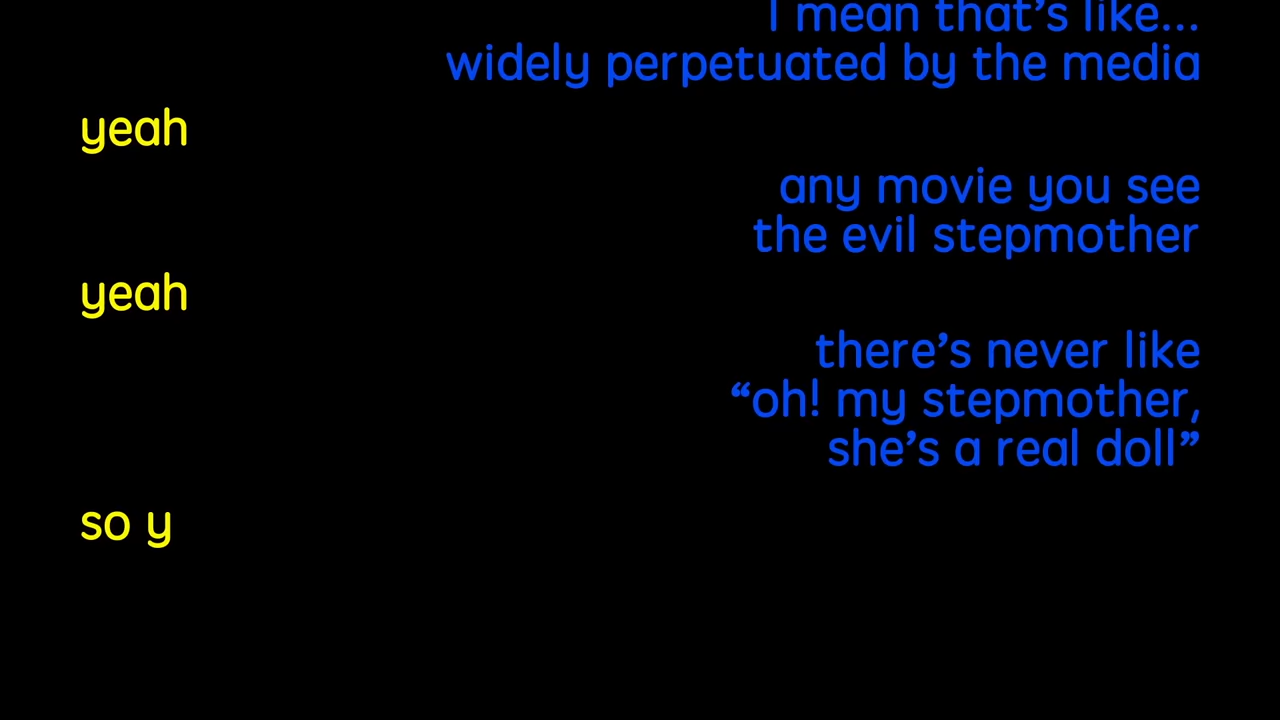 I mean that’s like...
widely perpetuated by the media
yeah
any movie you see
the evil stepmother
yeah
there’s never like
“oh! my stepmother,
she’s a real doll”
so y